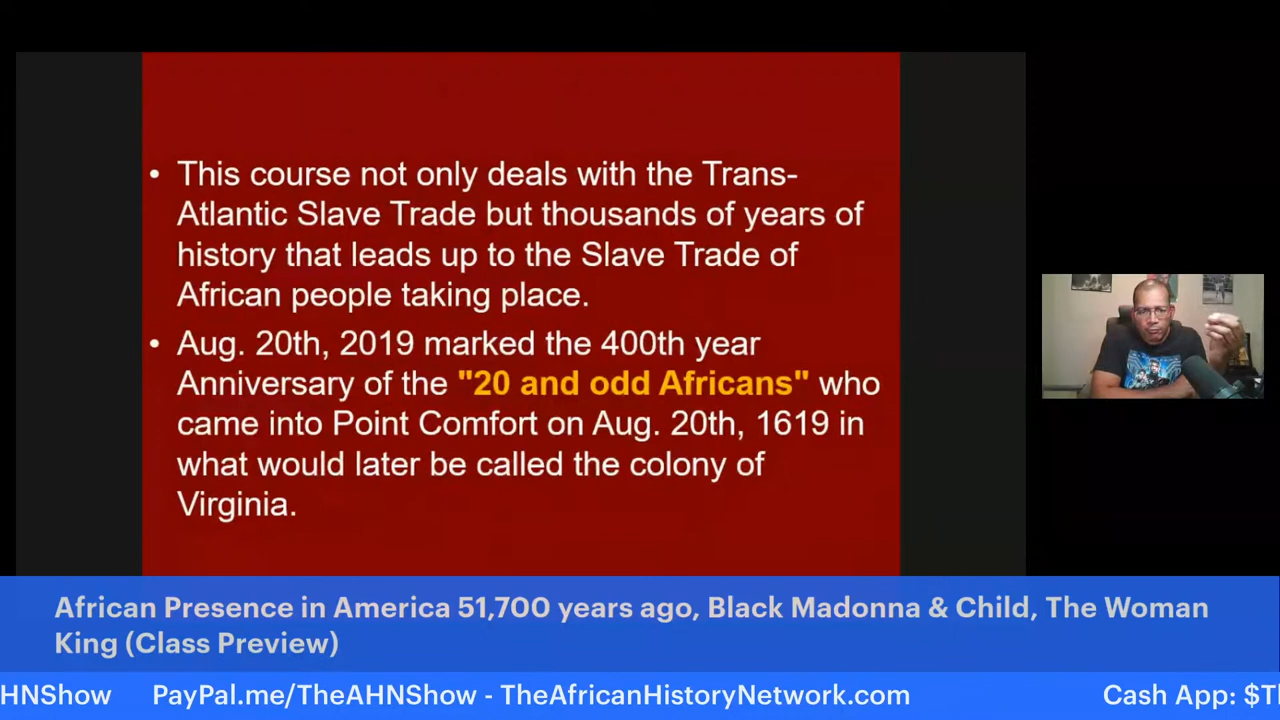 • This course not only deals with the Trans-
Atlantic Slave Trade but thousands of years of
history that leads up to the Slave Trade of
African people taking place.
• Aug. 20th, 2019 marked the 400th year
Anniversary of the "20 and odd Africans" who
came into Point Comfort on Aug. 20th, 1619 in
what would later be called the colony of
Virginia.
African Presence in America 51,700 years ago, Black Madonna & Child, The Woman
King (Class Preview)
HNShow PayPal.me/TheAHNShow - TheAfricanHistoryNetwork.com Cash App: $T